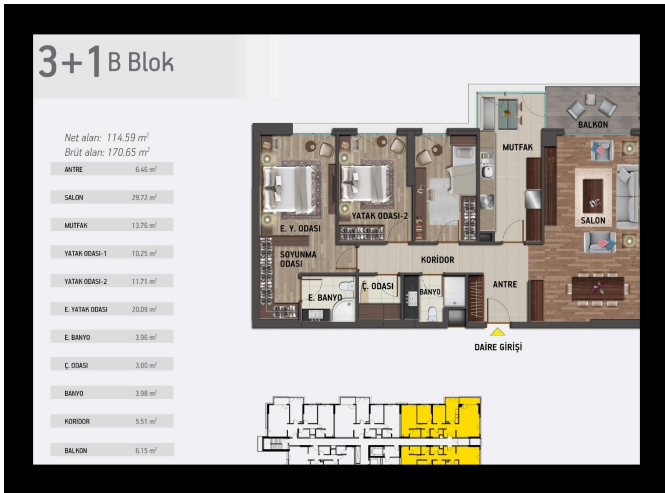 3+1 B Blok
Net alan: 114.59 m²
Brüt alan: 170.65 m²
ANTRE 6.46 m²
SALON 29.72 m²
MUTFAK 13.76 m²
YATAK ODASI-1 10.25 m²
YATAK ODASI-2 11.71 m²
E. YATAK ODASI 20.09 m²
E. BANYO 3.96 m²
Ç. ODASI 3.00 m²
BANYO 3.98 m²
KORİDOR 5.51 m²
BALKON 6.15 m²
BALKON
MUTFAK
YATAK ODASI-2
SALON
E. Y. ODASI
SOYUNMA
ODASI
KORİDOR
Ç. ODASI
ANTRE
BANYO
E. BANYO
DAİRE GİRİŞİ